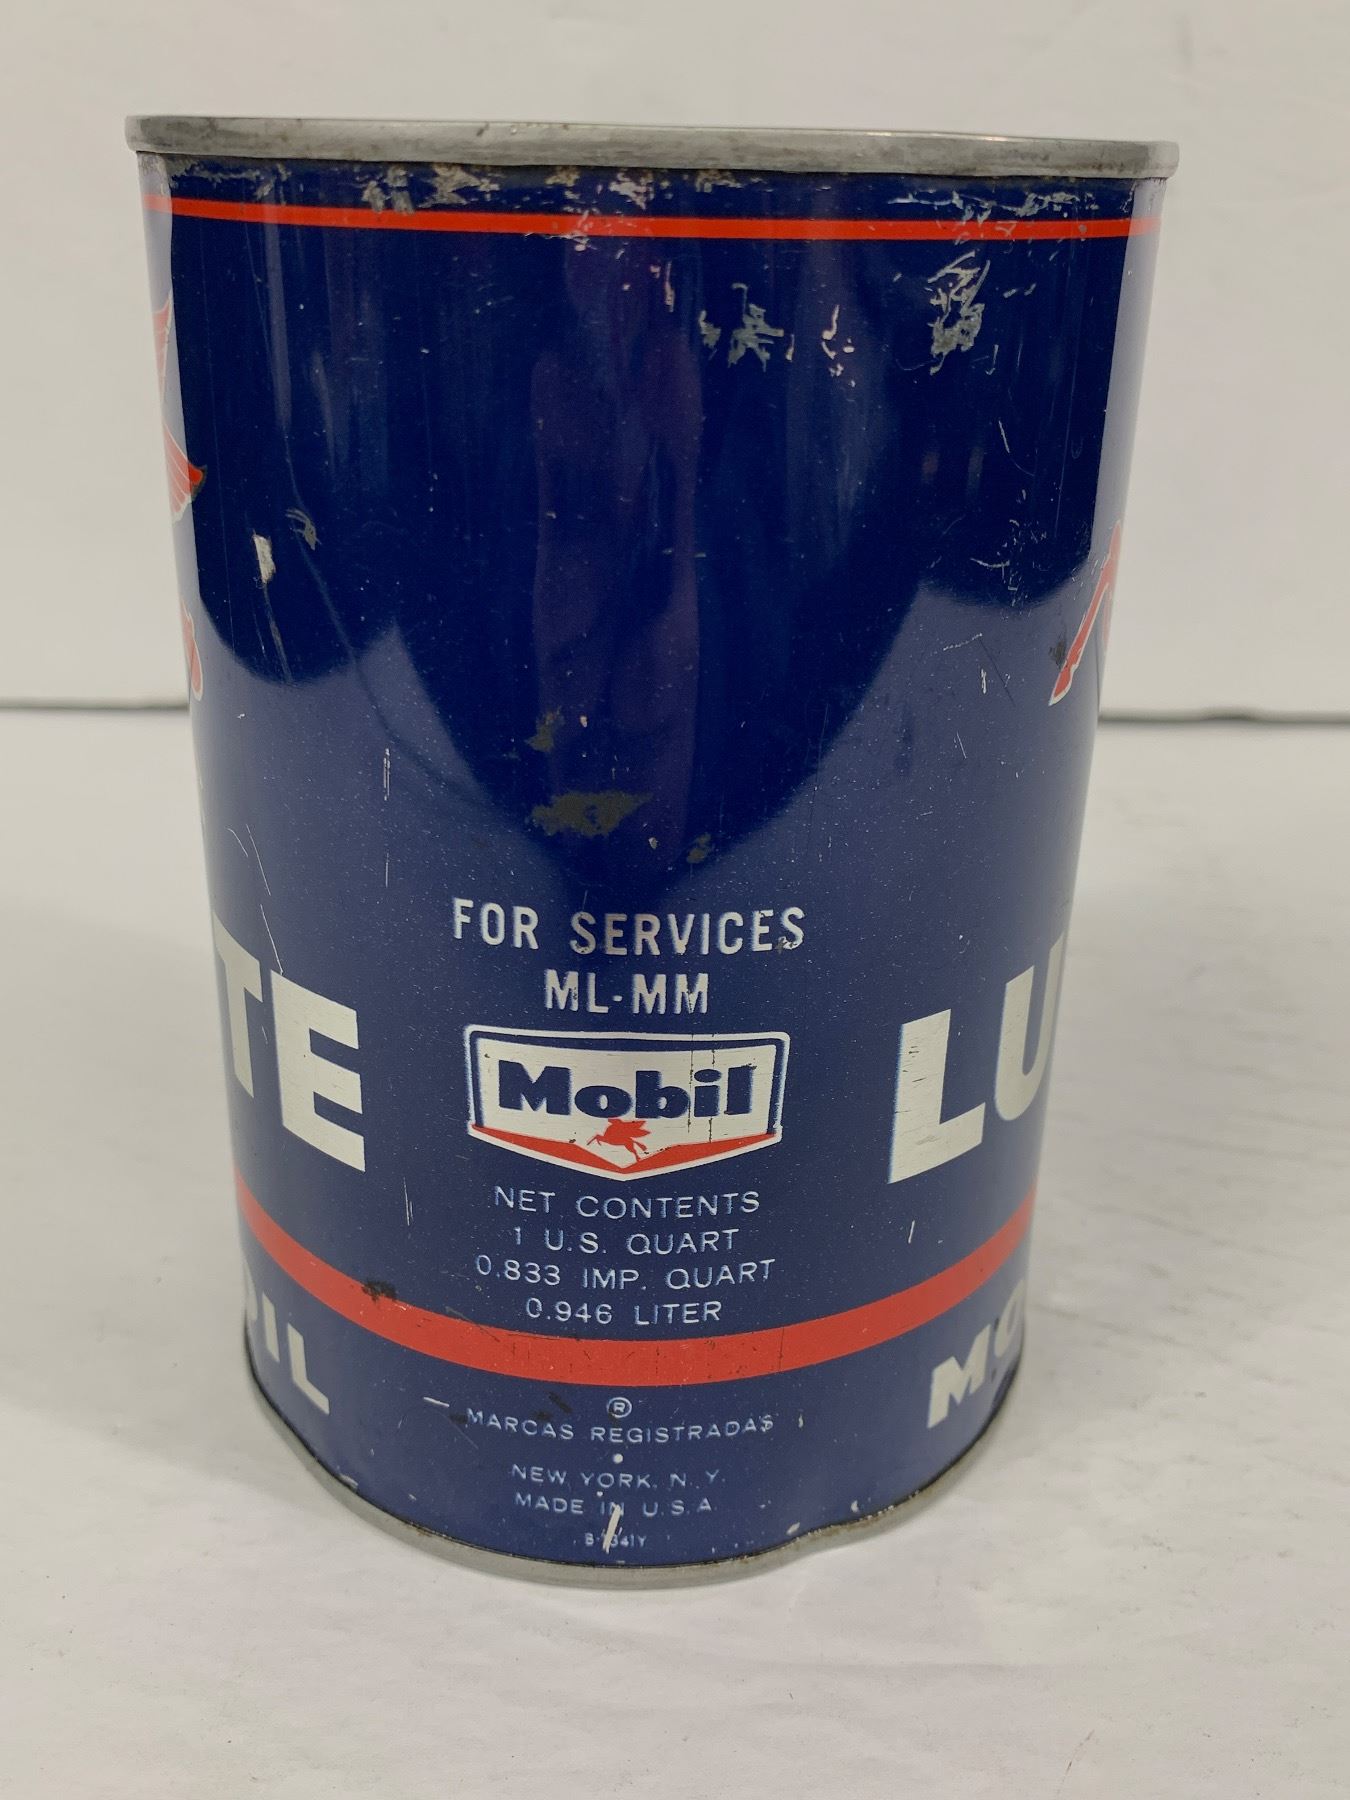 FOR SERVICES
ML-MM
Mobil
NET CONTENTS
1 U.S. QUART
0.833 IMP. QUART
0.946 LITER
®
MARCAS REGISTRADAS
NEW YORK, N.Y.
MADE IN U.S.A.
TE
LU
IL
MO